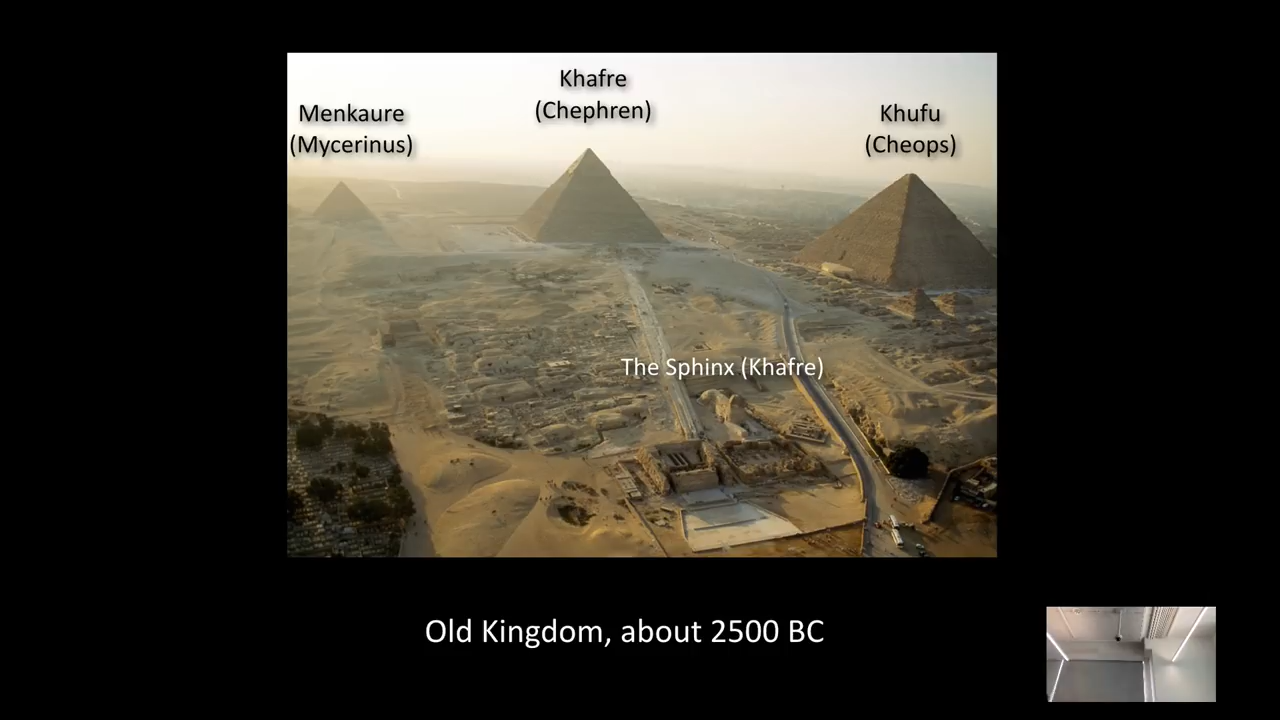 Khafre
(Chephren)
Menkaure
(Mycerinus)
Khufu
(Cheops)
The Sphinx (Khafre)
Old Kingdom, about 2500 BC